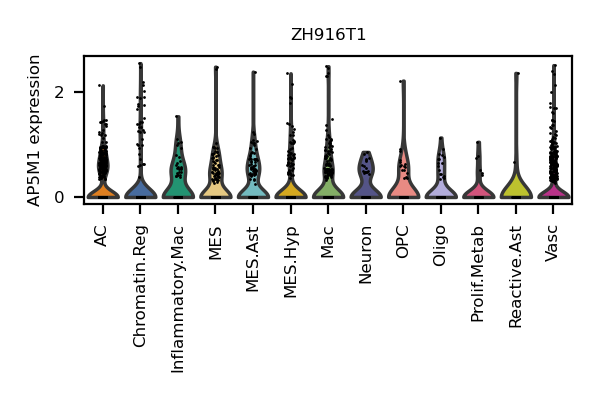 ZH916T1
AP5M1 expression
2
0
AC
Chromatin.Reg
Inflammatory.Mac
MES
MES.Ast
MES.Hyp
Mac
Neuron
OPC
Oligo
Prolif.Metab
Reactive.Ast
Vasc